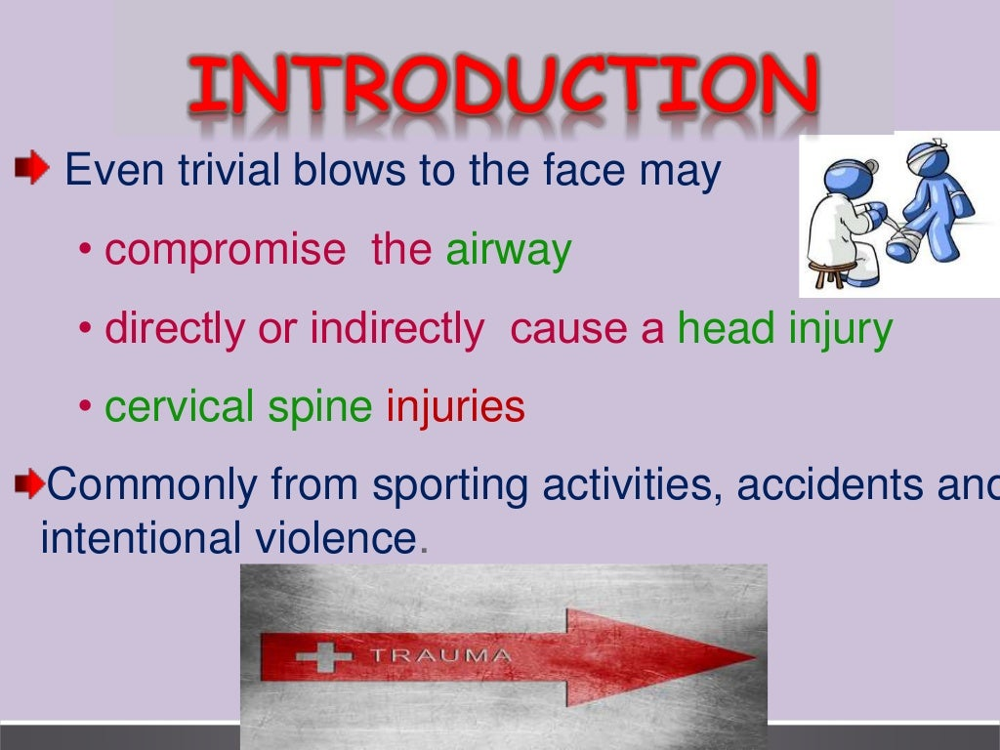 INTRODUCTION
Even trivial blows to the face may
• compromise the airway
• directly or indirectly cause a head injury
• cervical spine injuries
Commonly from sporting activities, accidents and
intentional violence.
TRAUMA